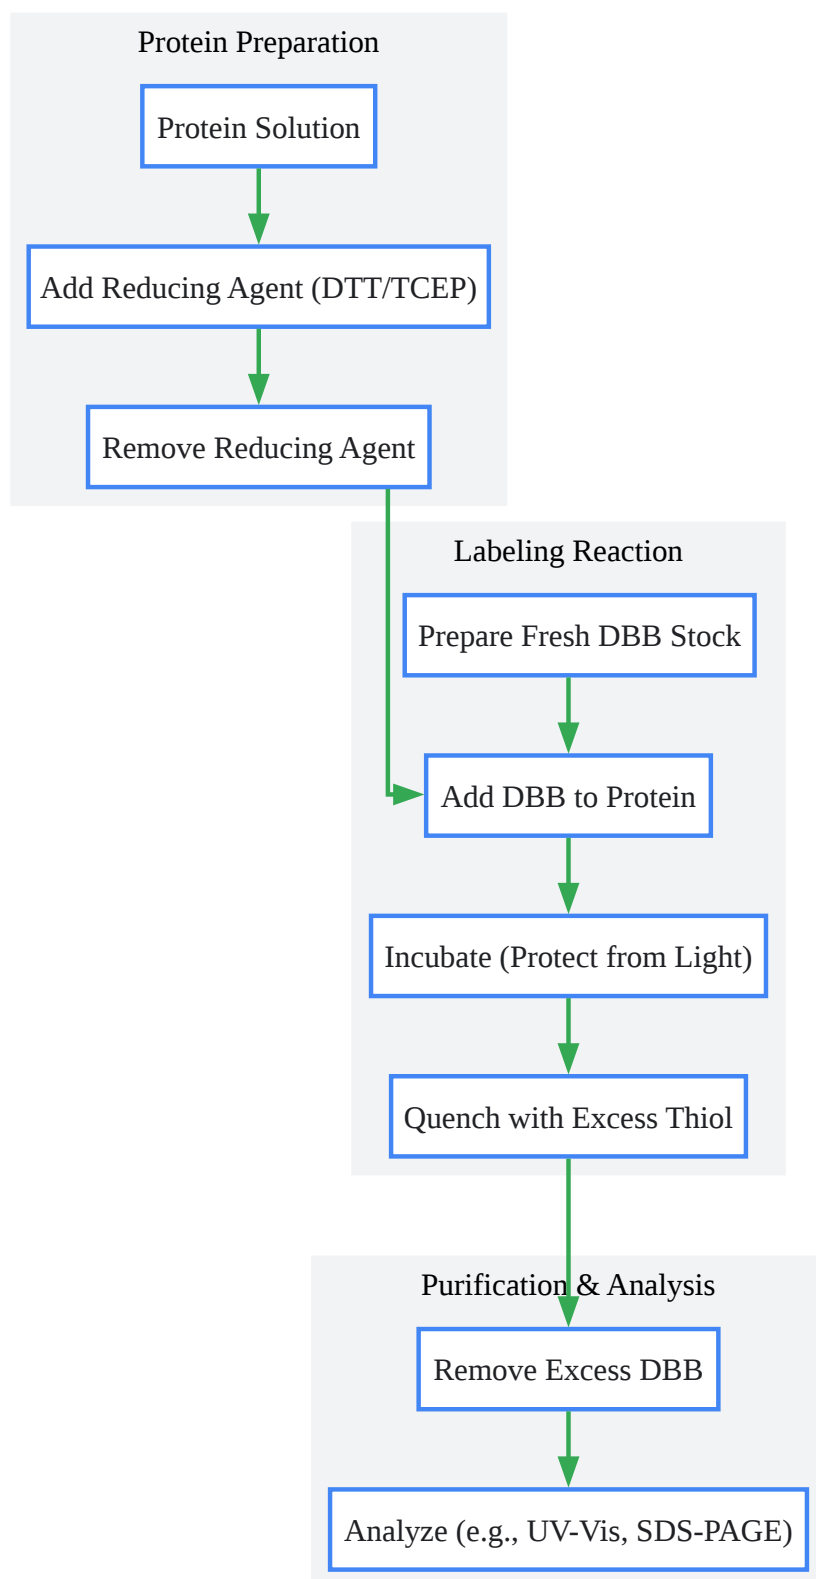 Protein Preparation
Protein Solution
Add Reducing Agent (DTT/TCEP)
Remove Reducing Agent
Labeling Reaction
Prepare Fresh DBB Stock
Add DBB to Protein
Incubate (Protect from Light)
Quench with Excess Thiol
Purification & Analysis
Remove Excess DBB
Analyze (e.g., UV-Vis, SDS-PAGE)